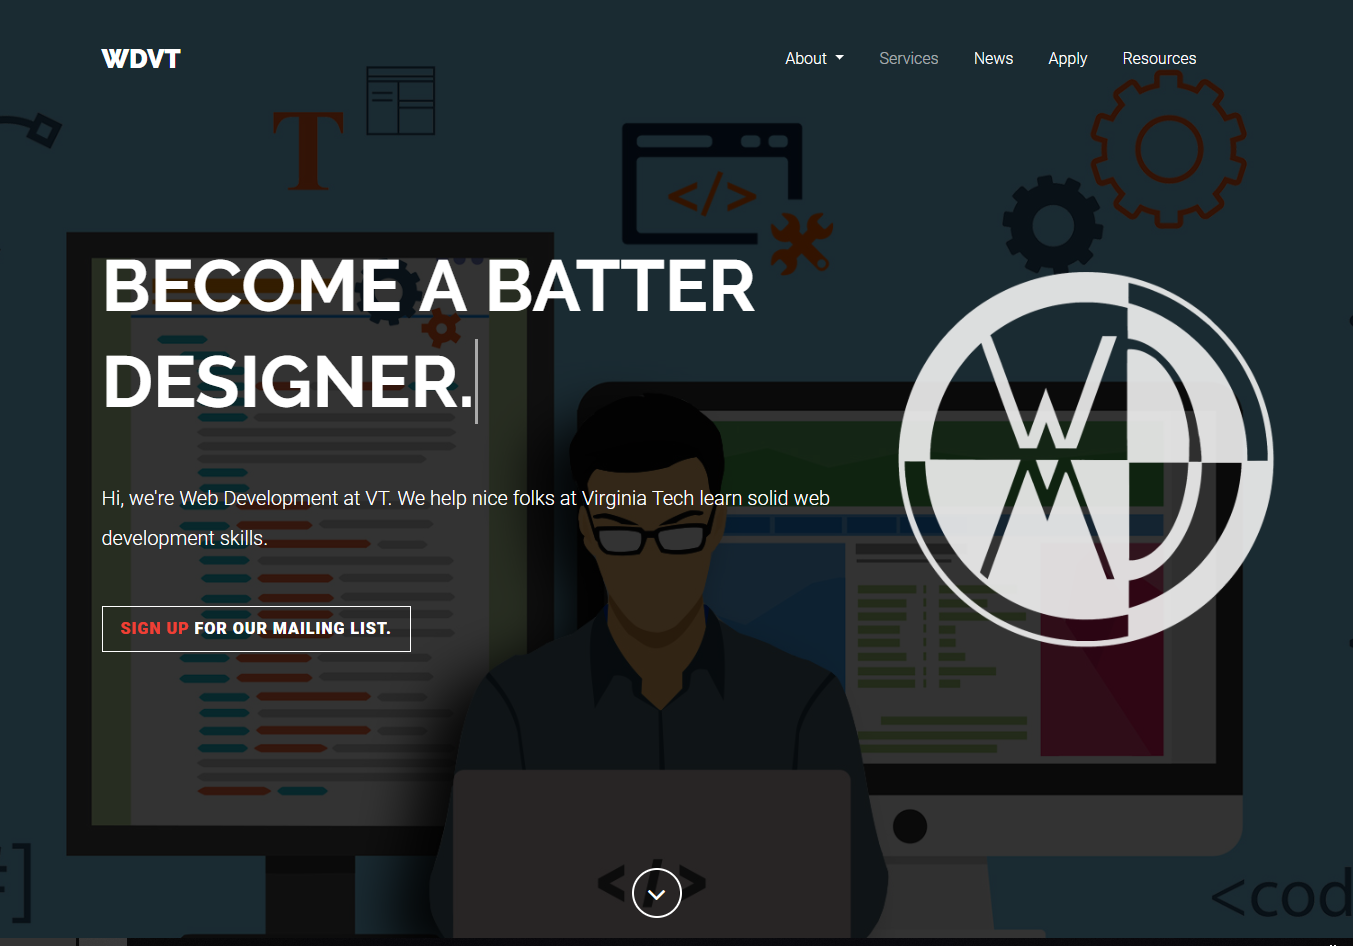 WDVT
About Services News Apply Resources
T
</>
BECOME A BATTER
DESIGNER.
WD
Hi, we're Web Development at VT. We help nice folks at Virginia Tech learn solid web
development skills.
SIGN UP FOR OUR MAILING LIST.
</>
#]
<cod